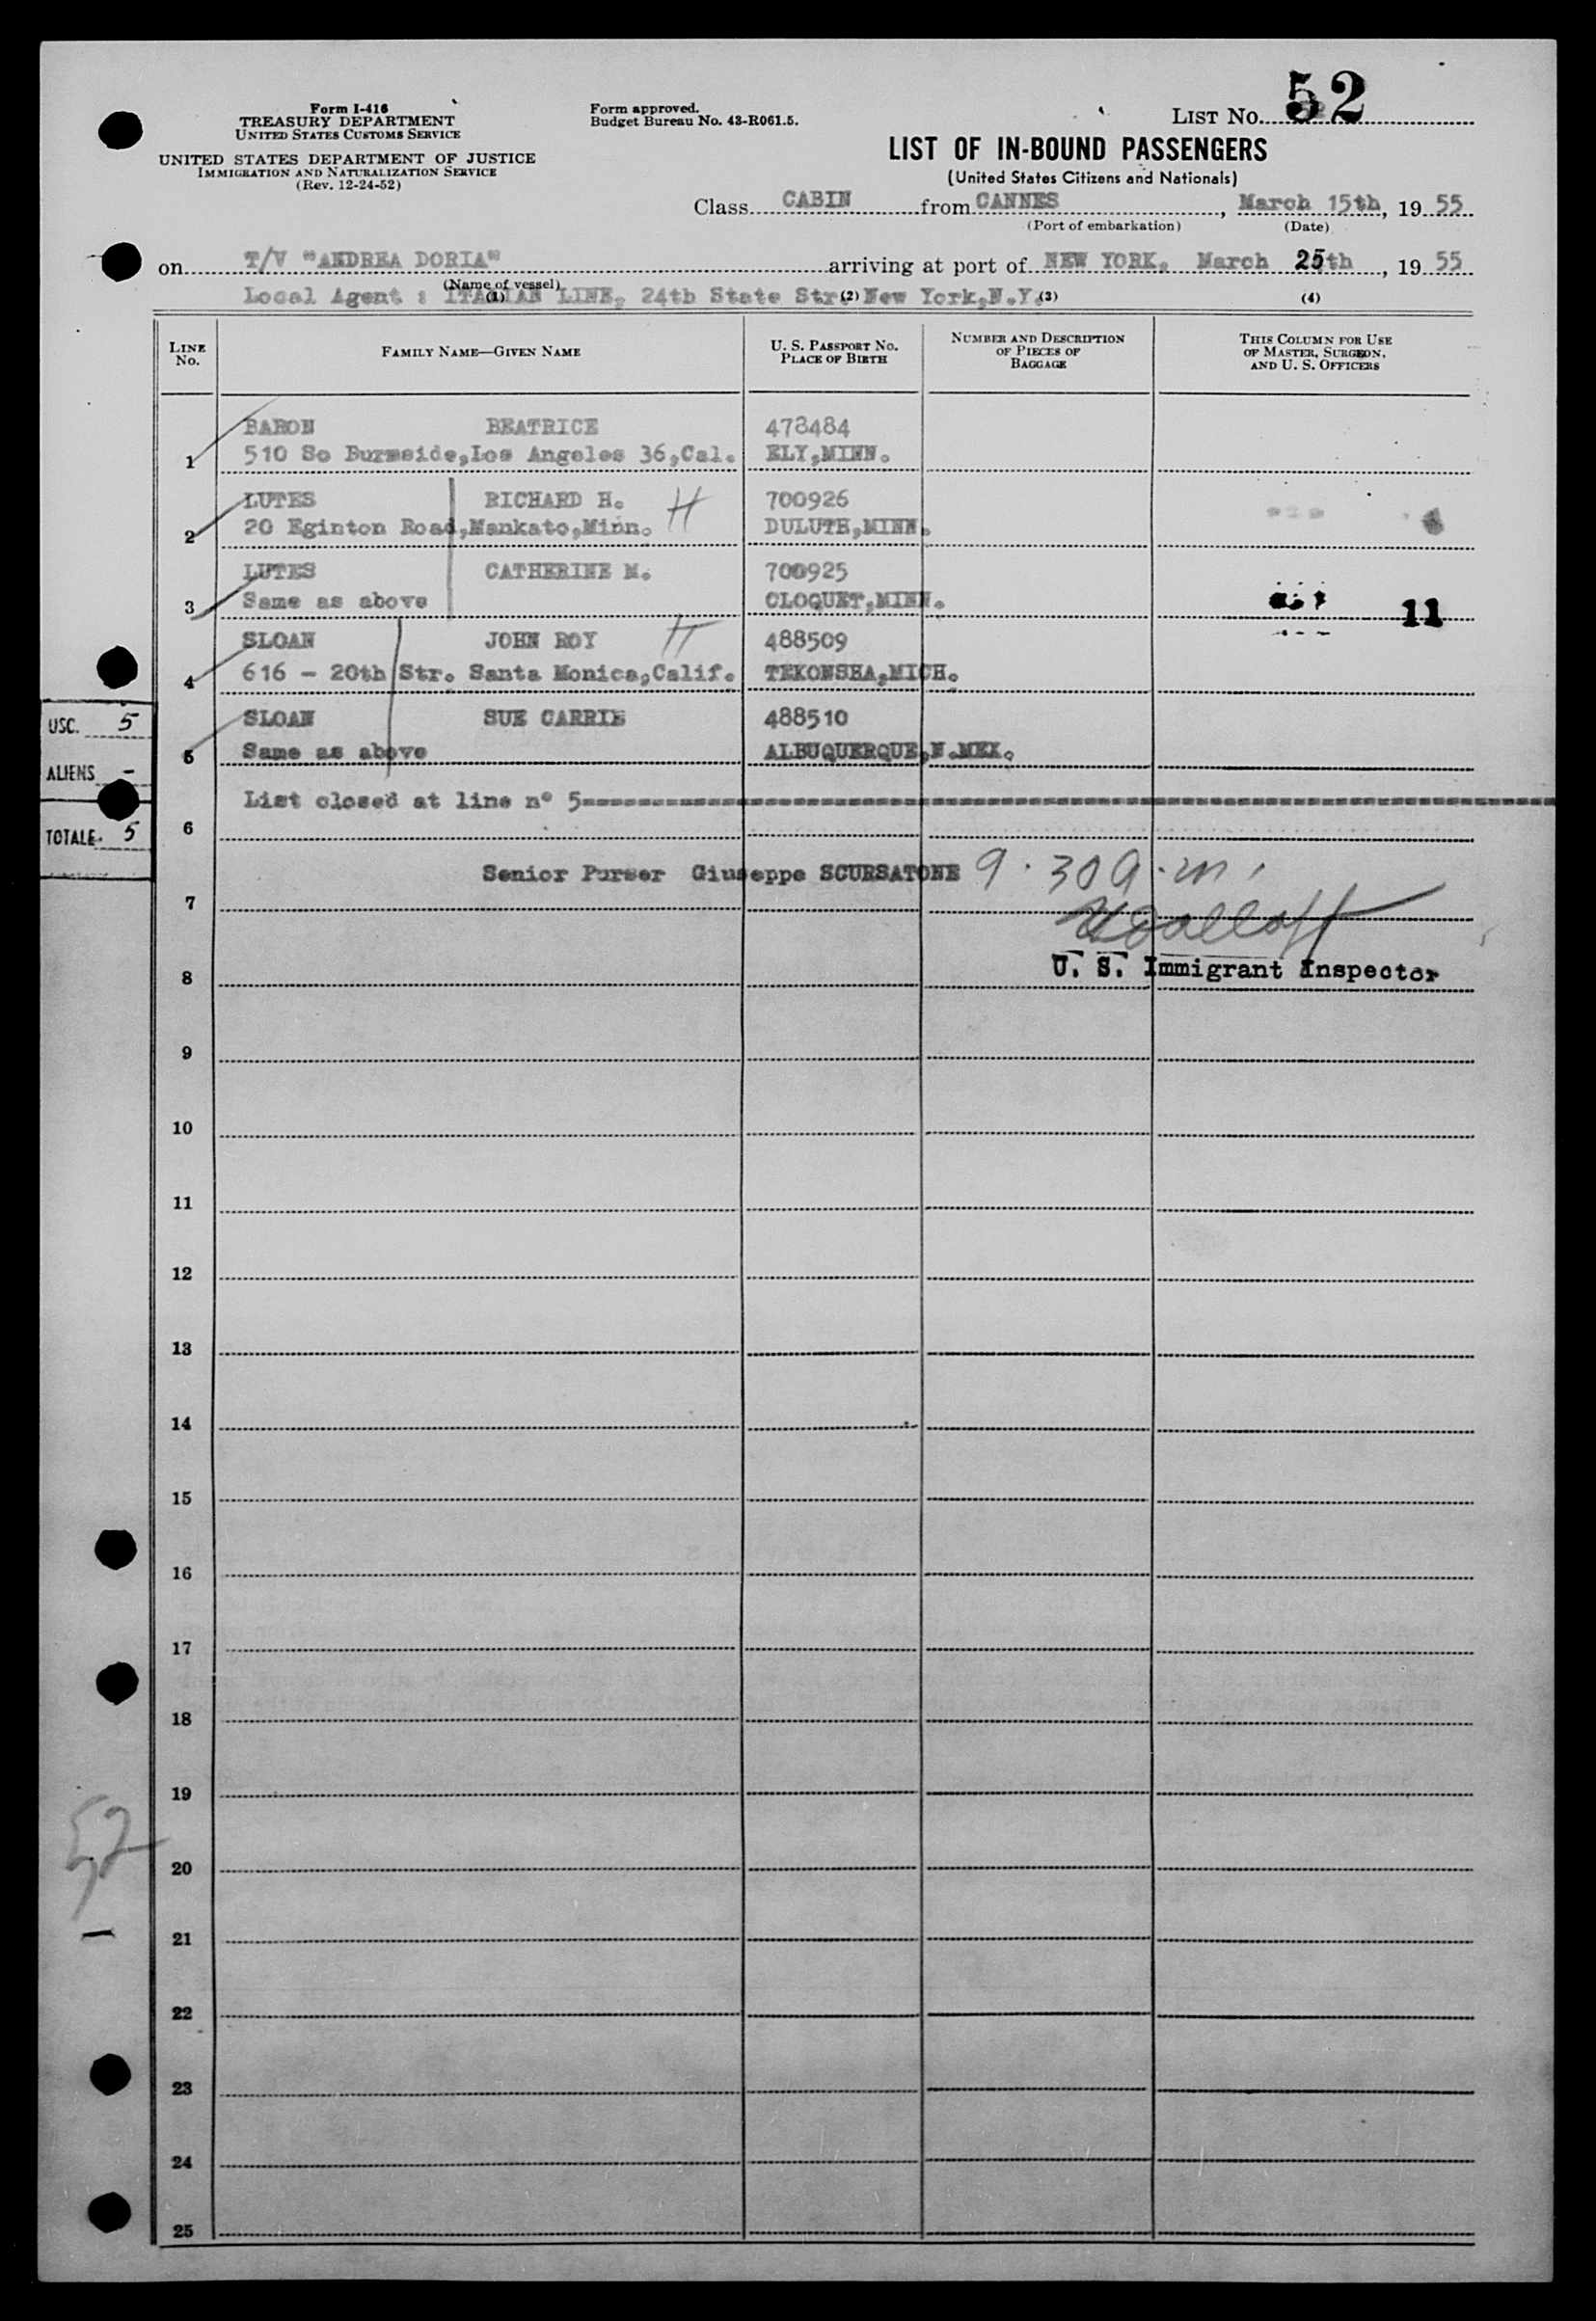 Form I-416
TREASURY DEPARTMENT
UNITED STATES CUSTOMS SERVICE
UNITED STATES DEPARTMENT OF JUSTICE
IMMIGRATION AND NATURALIZATION SERVICE
(Rev. 12-24-52)
Form approved.
Budget Bureau No. 43-R061.5.
LIST No. 52
LIST OF IN-BOUND PASSENGERS
(United States Citizens and Nationals)
Class CABIN from CANNES, March 15th, 19 55
(Port of embarkation) (Date)
on T/V "ANDREA DORIA" arriving at port of NEW YORK, March 25th, 19 55
(Name of vessel)
Local Agent : ITALIAN LINE, 24th State Str. New York, N.Y.
(1) (2) (3) (4)
LINE No.
FAMILY NAME—GIVEN NAME
U. S. PASSPORT No.
PLACE OF BIRTH
NUMBER AND DESCRIPTION OF PIECES OF BAGGAGE
THIS COLUMN FOR USE OF MASTER, SURGEON, AND U. S. OFFICERS
BARON BEATRICE 478484
1 510 So Burmside,Los Angeles 36,Cal. ELY,MINN.
LUTES RICHARD H. H 700926
2 20 Eginton Road,Mankato,Minn. DULUTH,MINN.
LUTES CATHERINE M. 700925
3 Same as above CLOQUET,MINN. 11
SLOAN JOHN ROY H 488509
4 616 - 20th Str. Santa Monica,Calif. TEKONSHA,MICH.
SLOAN SUE CARRIE 488510
5 Same as above ALBUQUERQUE,N.MEX.
USC. 5
ALIENS -
TOTALE. 5
List closed at line n° 5
6
Senior Purser Giuseppe SCURSATONE 9.30 a.m.
7
U. S. Immigrant Inspector
8
9
10
11
12
13
14
15
16
17
18
19
52
20
21
22
23
24
25